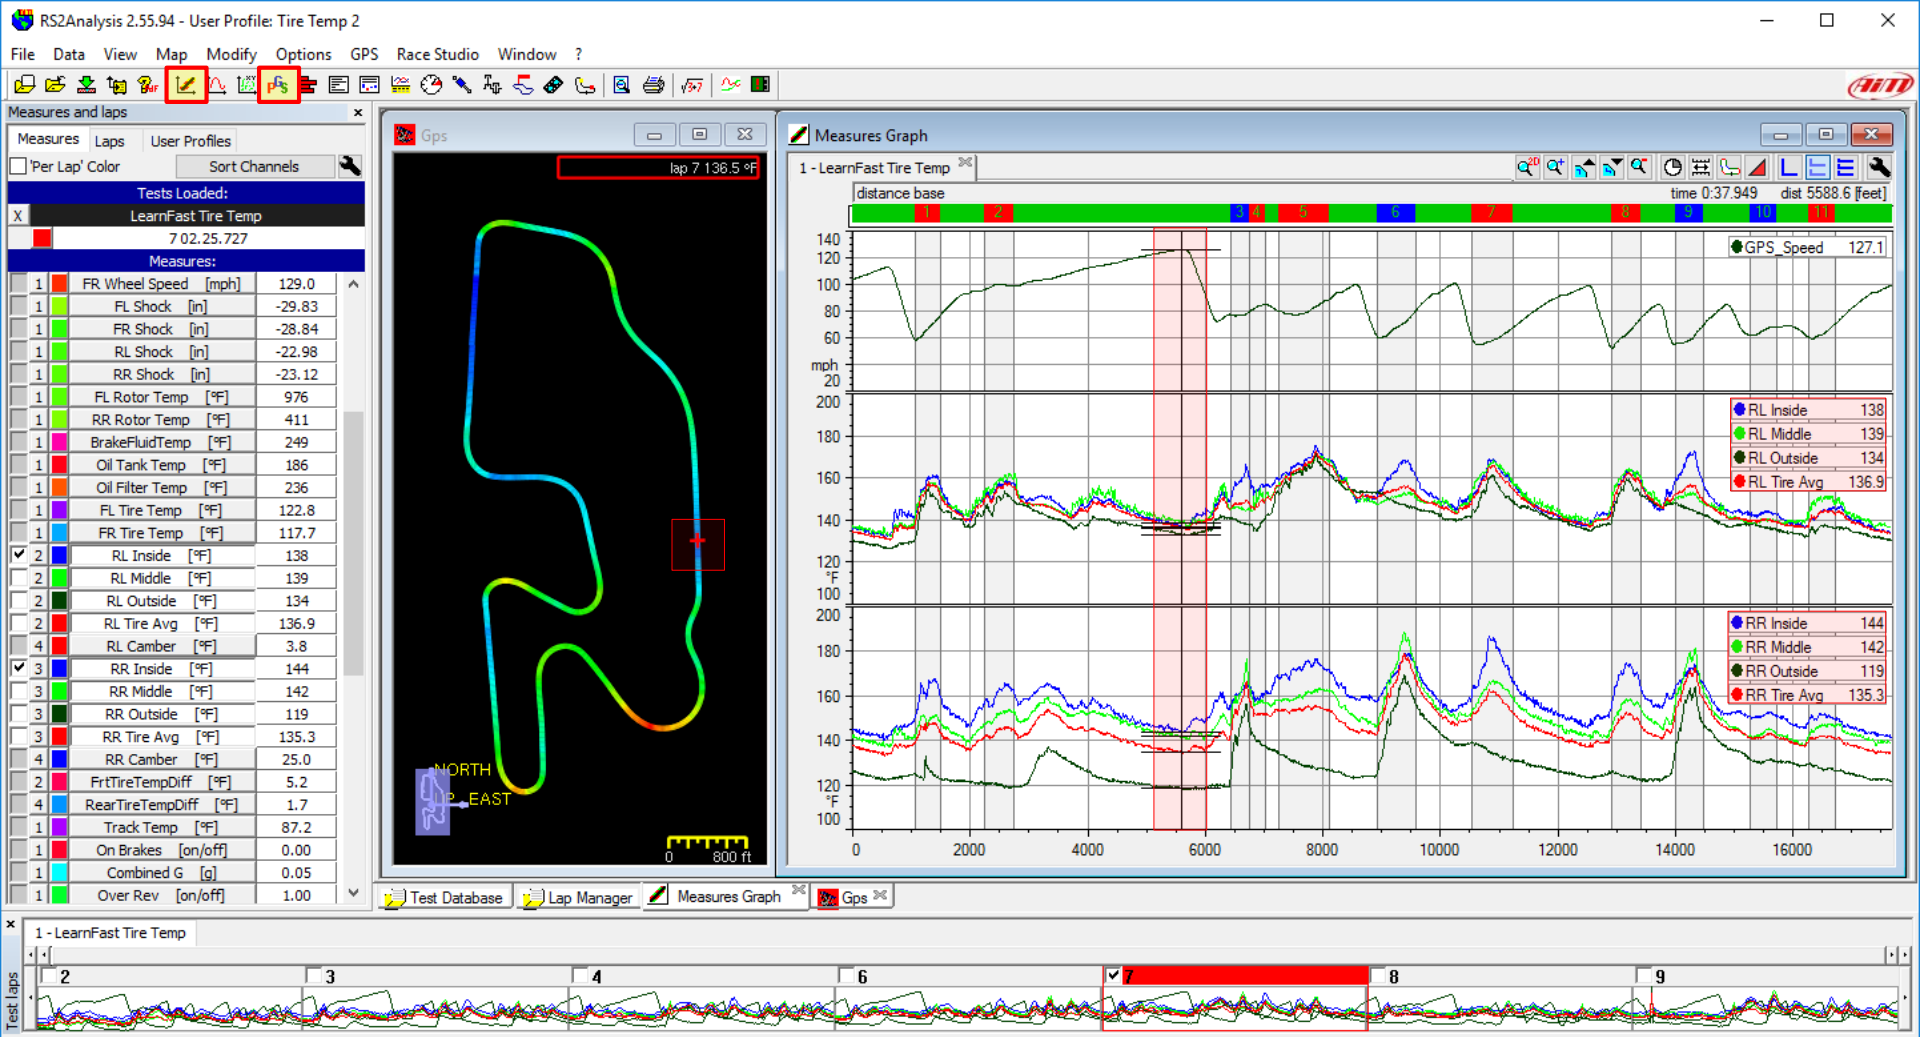 RS2Analysis 2.55.94 - User Profile: Tire Temp 2
File Data View Map Modify Options GPS Race Studio Window ?
AiM
Measures and laps
Measures Laps User Profiles
'Per Lap' Color Sort Channels
Tests Loaded:
X LearnFast Tire Temp
7 02.25.727
Measures:
1 FR Wheel Speed [mph] 129.0
1 FL Shock [in] -29.83
1 FR Shock [in] -28.84
1 RL Shock [in] -22.98
1 RR Shock [in] -23.12
1 FL Rotor Temp [°F] 976
1 RR Rotor Temp [°F] 411
1 BrakeFluidTemp [°F] 249
1 Oil Tank Temp [°F] 186
1 Oil Filter Temp [°F] 236
1 FL Tire Temp [°F] 122.8
1 FR Tire Temp [°F] 117.7
2 RL Inside [°F] 138
2 RL Middle [°F] 139
2 RL Outside [°F] 134
2 RL Tire Avg [°F] 136.9
4 RL Camber [°F] 3.8
3 RR Inside [°F] 144
3 RR Middle [°F] 142
3 RR Outside [°F] 119
3 RR Tire Avg [°F] 135.3
4 RR Camber [°F] 25.0
2 FrtTireTempDiff [°F] 5.2
4 RearTireTempDiff [°F] 1.7
1 Track Temp [°F] 87.2
1 On Brakes [on/off] 0.00
1 Combined G [g] 0.05
1 Over Rev [on/off] 1.00
Gps
lap 7 136.5 °F
NORTH
UP EAST
0 800 ft
Measures Graph
1 - LearnFast Tire Temp
distance base time 0:37.949 dist 5588.6 [feet]
1 2 3 4 5 6 7 8 9 10 11
140
120
100
80
60
mph
20
GPS_Speed 127.1
200
180
160
140
120
°F
100
RL Inside 138
RL Middle 139
RL Outside 134
RL Tire Avg 136.9
200
180
160
140
120
°F
100
RR Inside 144
RR Middle 142
RR Outside 119
RR Tire Avg 135.3
0 2000 4000 6000 8000 10000 12000 14000 16000
Test Database Lap Manager Measures Graph Gps
1 - LearnFast Tire Temp
Test laps
2 3 4 6 7 8 9